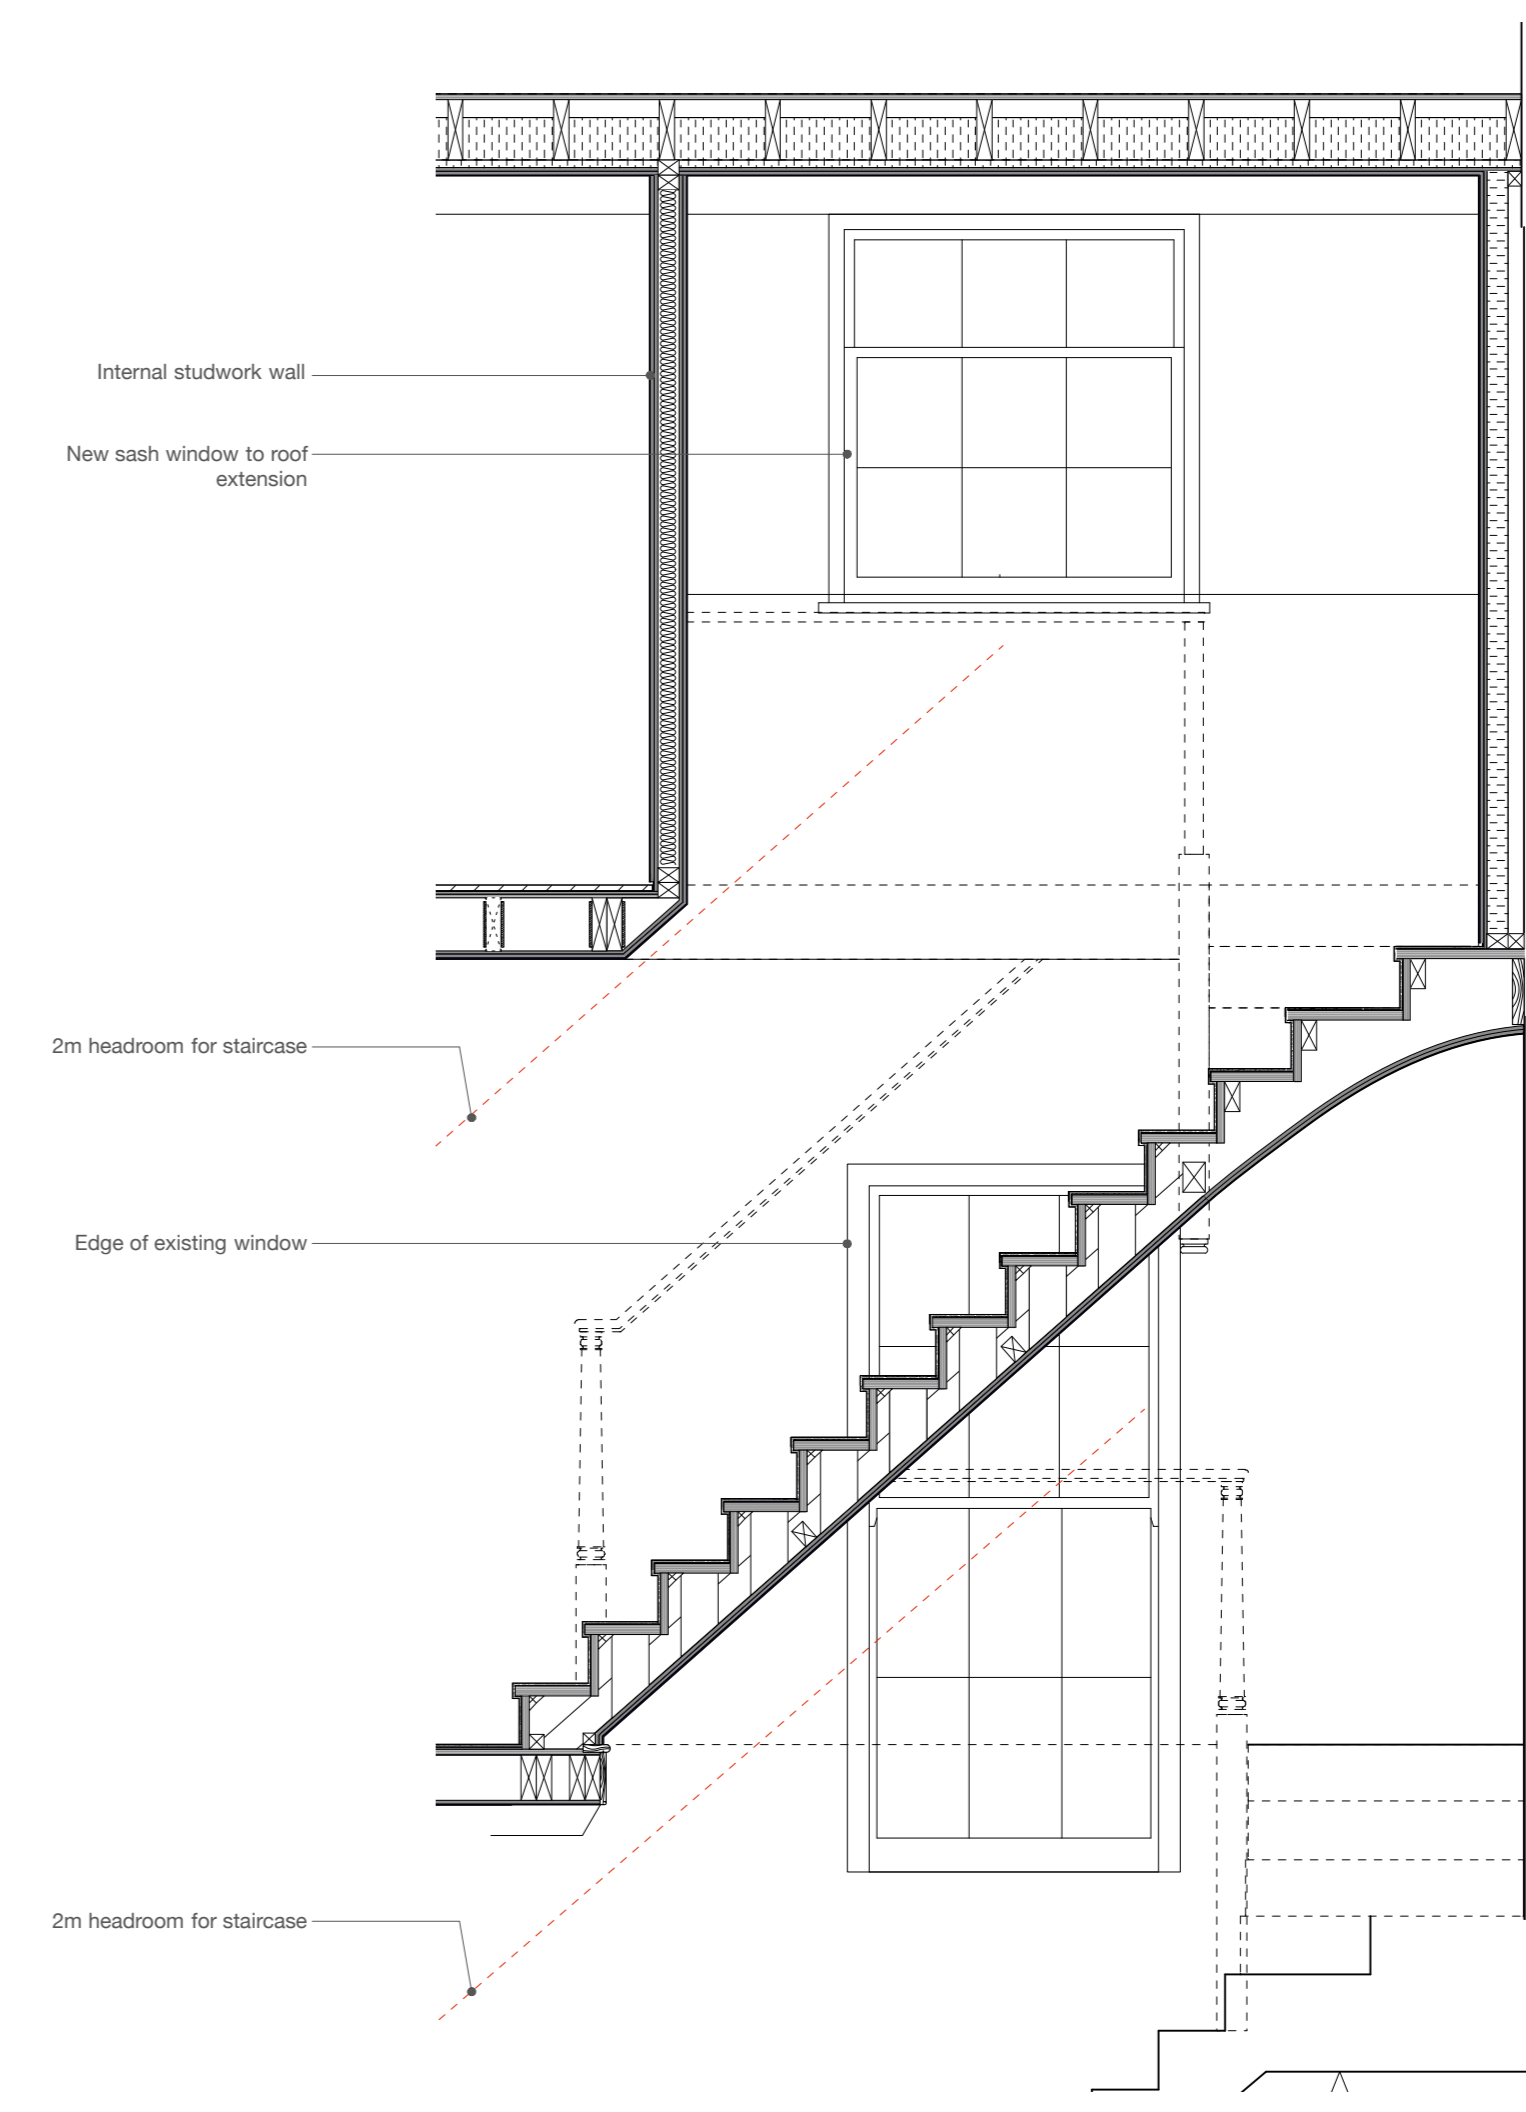 Internal studwork wall
New sash window to roof
extension
2m headroom for staircase
Edge of existing window
2m headroom for staircase